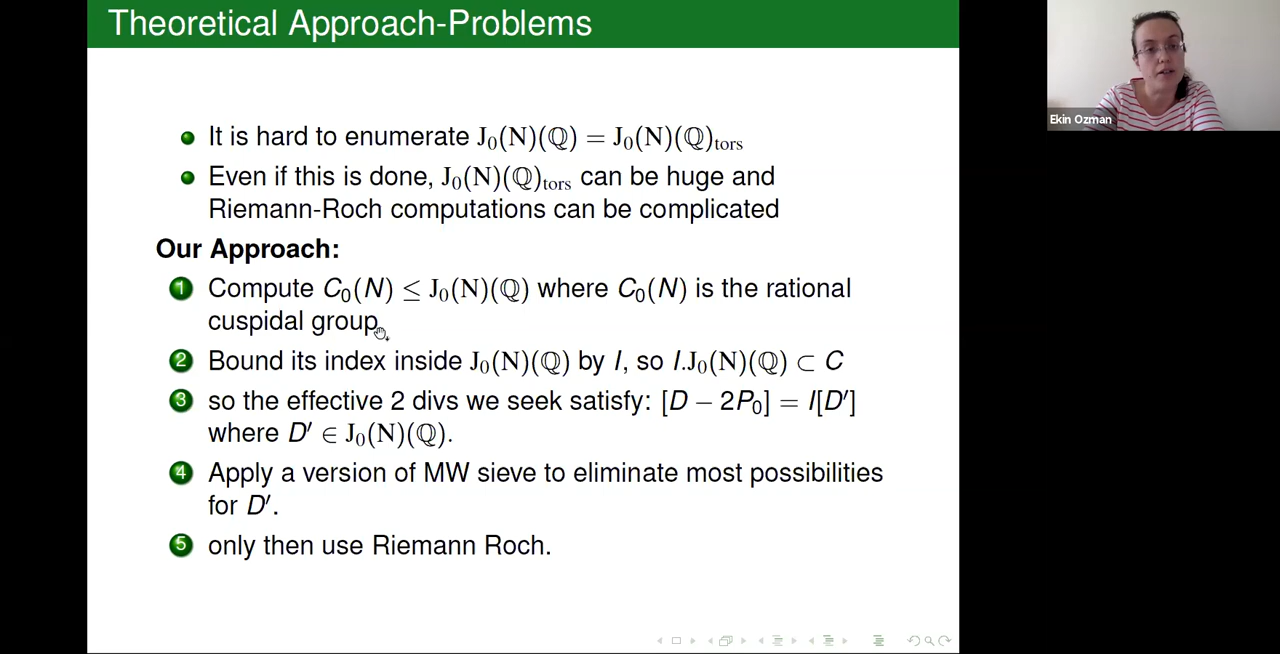 Theoretical Approach-Problems
Ekin Ozman
It is hard to enumerate J₀(N)(ℚ) = J₀(N)(ℚ)tors
Even if this is done, J₀(N)(ℚ)tors can be huge and
Riemann-Roch computations can be complicated
Our Approach:
1 Compute C₀(N) ≤ J₀(N)(ℚ) where C₀(N) is the rational
cuspidal group
2 Bound its index inside J₀(N)(ℚ) by I, so I.J₀(N)(ℚ) ⊂ C
3 so the effective 2 divs we seek satisfy: [D − 2P₀] = I[D′]
where D′ ∈ J₀(N)(ℚ).
4 Apply a version of MW sieve to eliminate most possibilities
for D′.
5 only then use Riemann Roch.